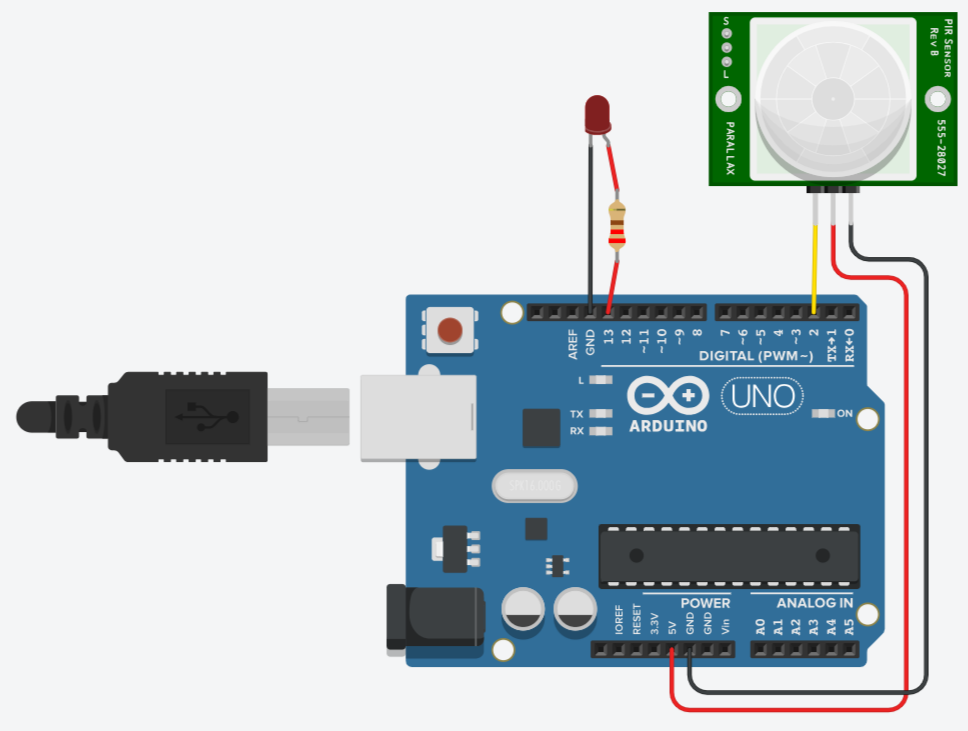 S
L
PARALLAX
PIR SENSOR
REV B
555-28027
AREF
GND
13
12
~11
~10
~9
8
7
~6
~5
4
~3
2
TX→1
RX←0
DIGITAL (PWM~)
L
TX
RX
ARDUINO
UNO
ON
POWER
ANALOG IN
IOREF
RESET
3.3V
5V
GND
GND
Vin
A0
A1
A2
A3
A4
A5